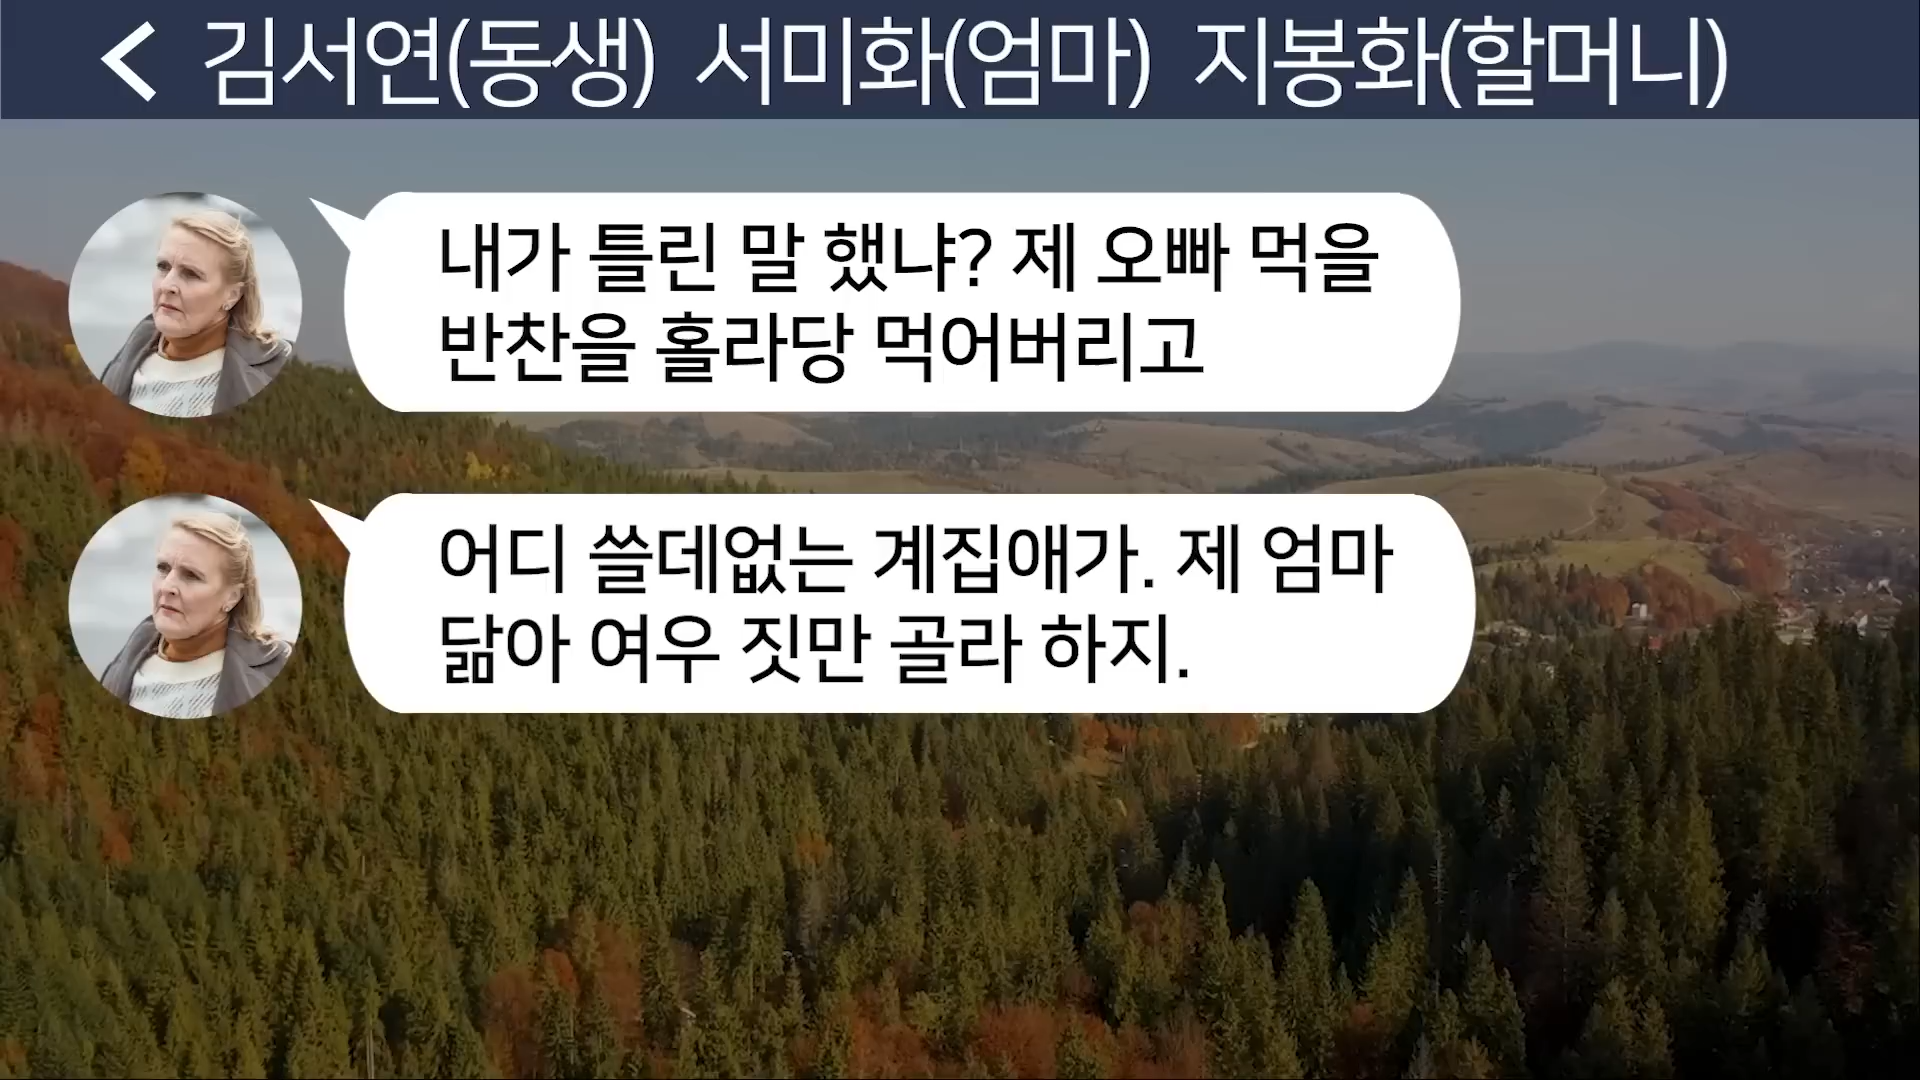 김서연(동생) 서미화(엄마) 지봉화(할머니)
내가 틀린 말 했냐? 제 오빠 먹을
반찬을 홀라당 먹어버리고
어디 쓸데없는 계집애가. 제 엄마
닮아 여우 짓만 골라 하지.